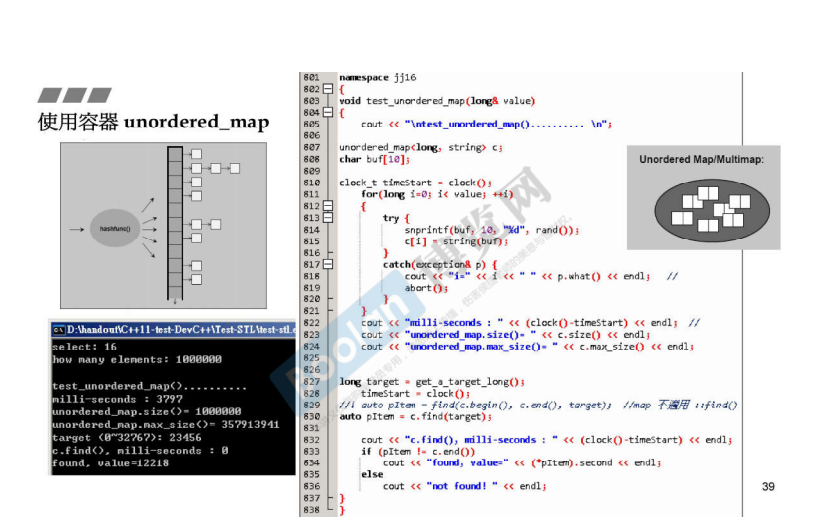 使用容器 unordered_map
hashfunc()
D:\handout\C++11-test-DevC++\Test-STL\test-stl.e
select: 16
how many elements: 1000000
test_unordered_map()..........
milli-seconds : 3797
unordered_map.size()= 1000000
unordered_map.max_size()= 357913941
target (0~32767): 23456
c.find(), milli-seconds : 0
found, value=12218
801 namespace jj16
802 {
803 void test_unordered_map(long& value)
804 {
805 cout << "\ntest_unordered_map().......... \n";
806
807 unordered_map<long, string> c;
808 char buf[10];
809
810 clock_t timeStart = clock();
811 for(long i=0; i< value; ++i)
812 {
813 try {
814 snprintf(buf, 10, "%d", rand());
815 c[i] = string(buf);
816 }
817 catch(exception& p) {
818 cout << "i=" << i << " " << p.what() << endl; //
819 abort();
820 }
821 }
822 cout << "milli-seconds : " << (clock()-timeStart) << endl; //
823 cout << "unordered_map.size()= " << c.size() << endl;
824 cout << "unordered_map.max_size()= " << c.max_size() << endl;
825
826
827 long target = get_a_target_long();
828 timeStart = clock();
829 //! auto pItem = find(c.begin(), c.end(), target); //map 不適用 ::find()
830 auto pItem = c.find(target);
831
832 cout << "c.find(), milli-seconds : " << (clock()-timeStart) << endl;
833 if (pItem != c.end())
834 cout << "found, value=" << (*pItem).second << endl;
835 else
836 cout << "not found! " << endl;
837 }
838 }
Unordered Map/Multimap:
博览网
39